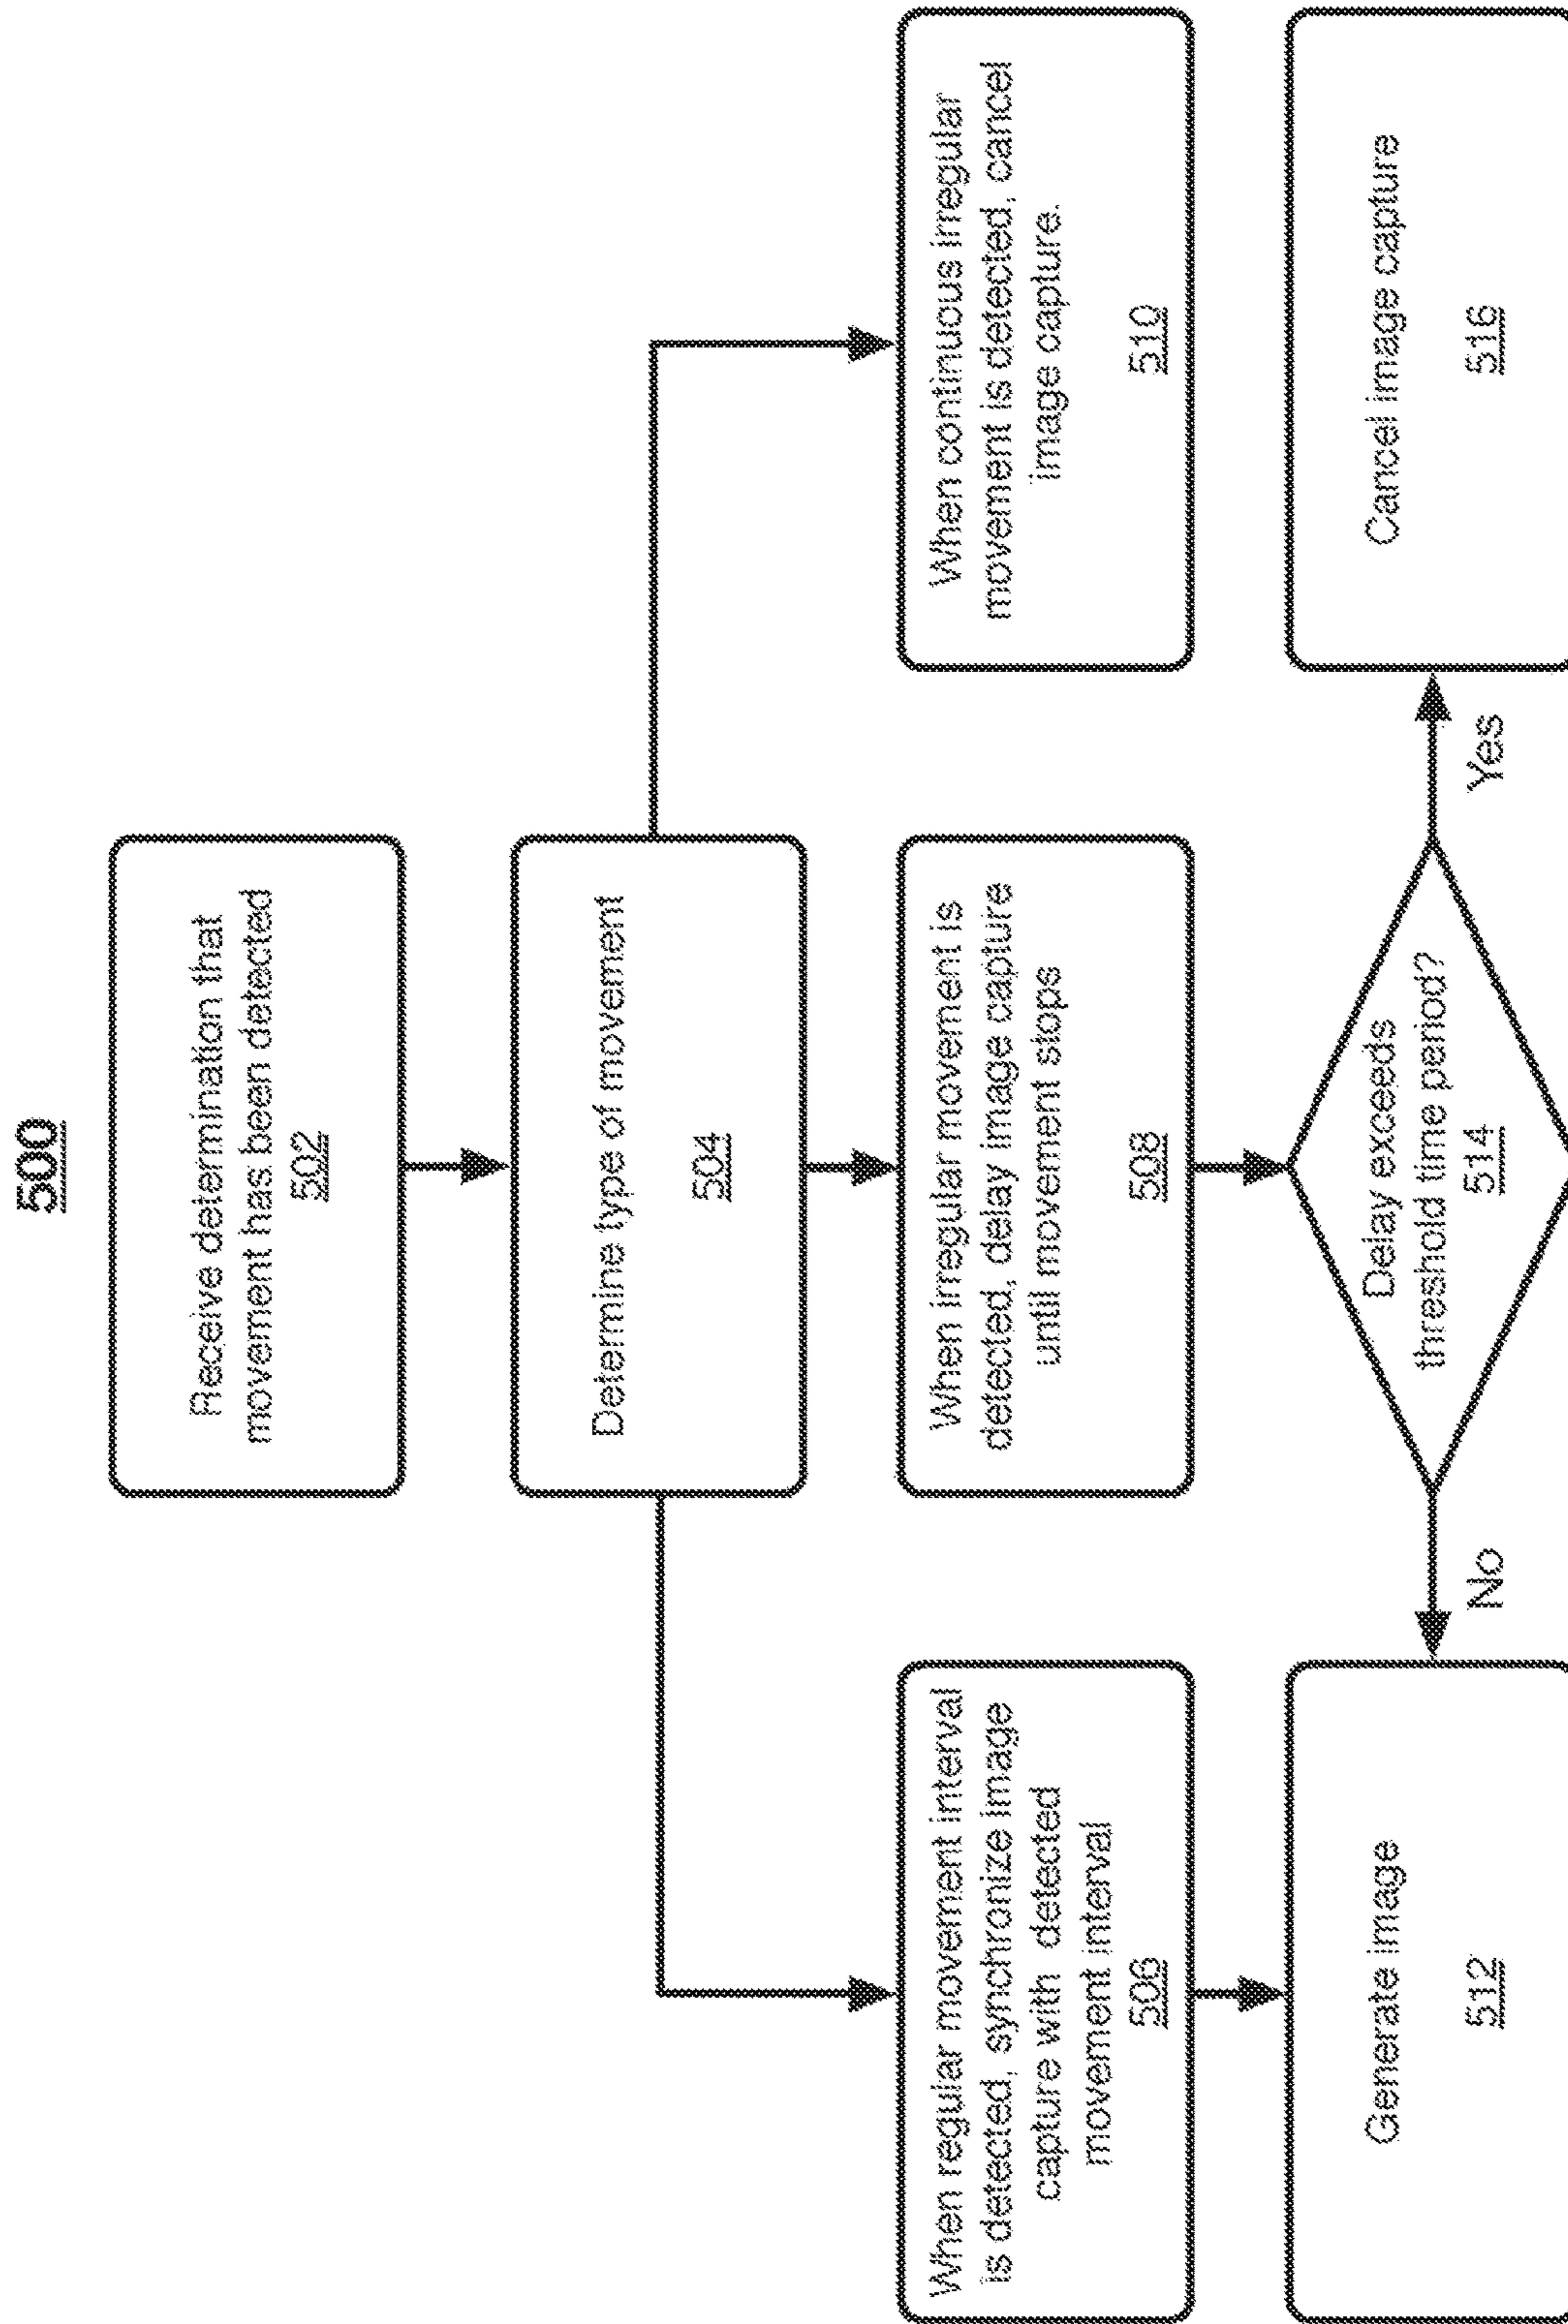 500
Receive determination that
movement has been detected
502
Determine type of movement
504
When regular movement interval
is detected, synchronize image
capture with detected
movement interval
506
When irregular movement is
detected, delay image capture
until movement stops
508
When continuous irregular
movement is detected, cancel
image capture.
510
Generate image
512
No
Delay exceeds
threshold time period?
514
Yes
Cancel image capture
516